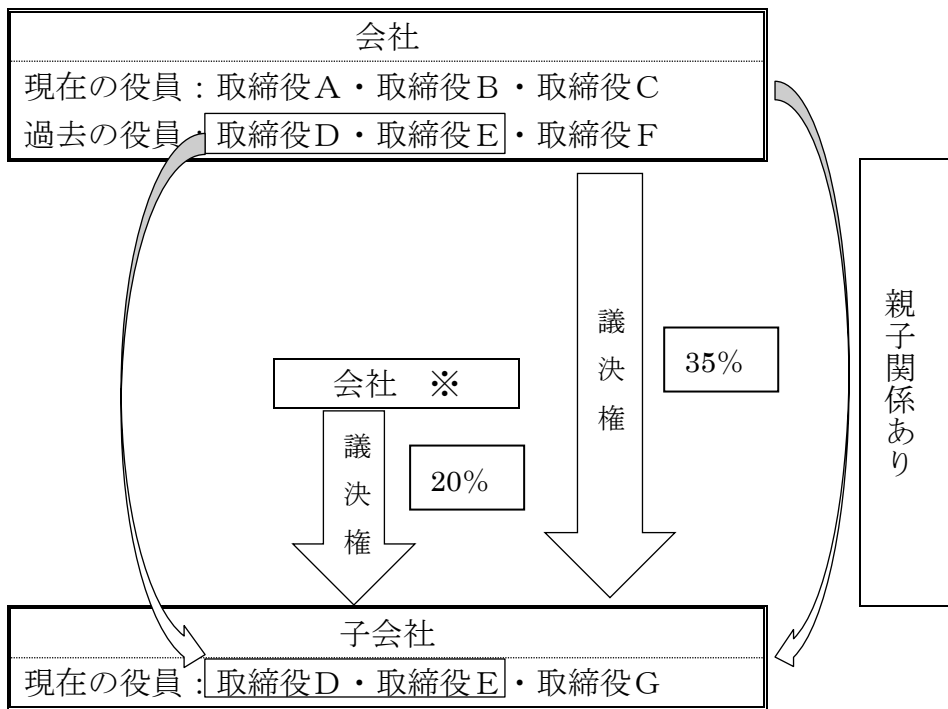 会社
現在の役員：取締役A・取締役B・取締役C
過去の役員：取締役D・取締役E・取締役F
親子関係あり
議決権
35%
会社　※
議決権
20%
子会社
現在の役員：取締役D・取締役E・取締役G